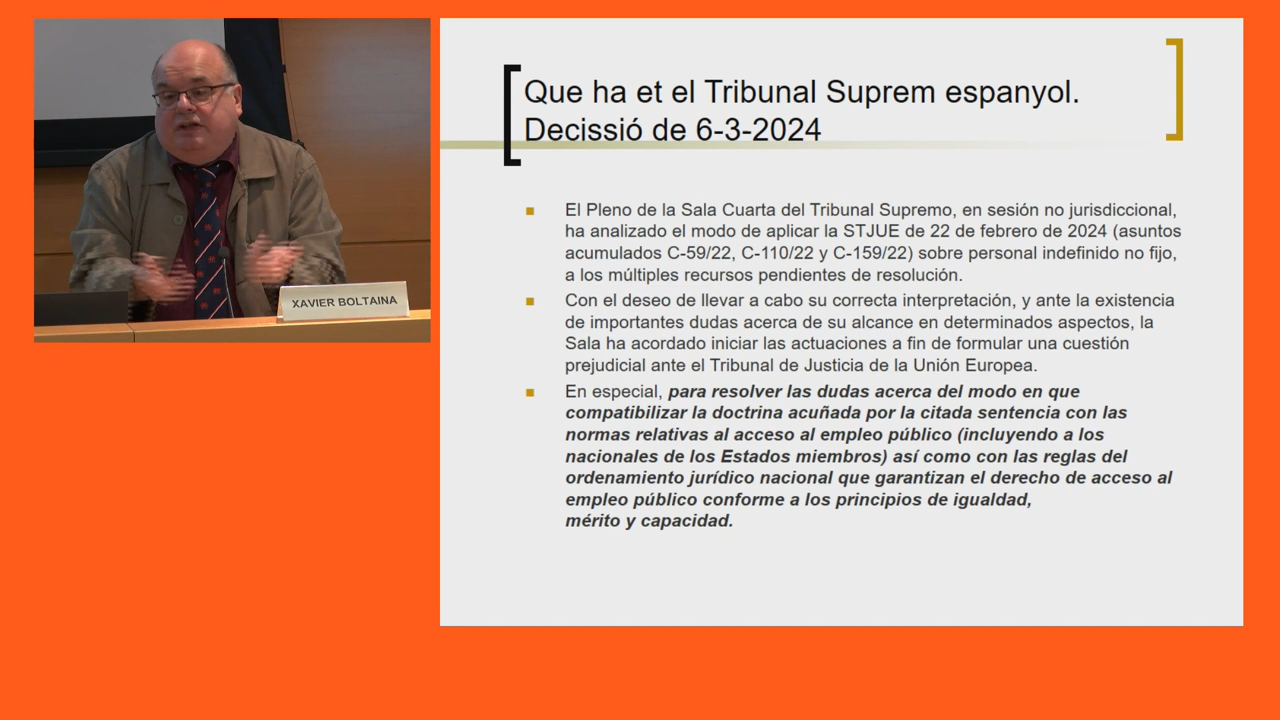 XAVIER BOLTAINA
Que ha et el Tribunal Suprem espanyol.
Decissió de 6-3-2024
El Pleno de la Sala Cuarta del Tribunal Supremo, en sesión no jurisdiccional,
ha analizado el modo de aplicar la STJUE de 22 de febrero de 2024 (asuntos
acumulados C-59/22, C-110/22 y C-159/22) sobre personal indefinido no fijo,
a los múltiples recursos pendientes de resolución.
Con el deseo de llevar a cabo su correcta interpretación, y ante la existencia
de importantes dudas acerca de su alcance en determinados aspectos, la
Sala ha acordado iniciar las actuaciones a fin de formular una cuestión
prejudicial ante el Tribunal de Justicia de la Unión Europea.
En especial, para resolver las dudas acerca del modo en que
compatibilizar la doctrina acuñada por la citada sentencia con las
normas relativas al acceso al empleo público (incluyendo a los
nacionales de los Estados miembros) así como con las reglas del
ordenamiento jurídico nacional que garantizan el derecho de acceso al
empleo público conforme a los principios de igualdad,
mérito y capacidad.